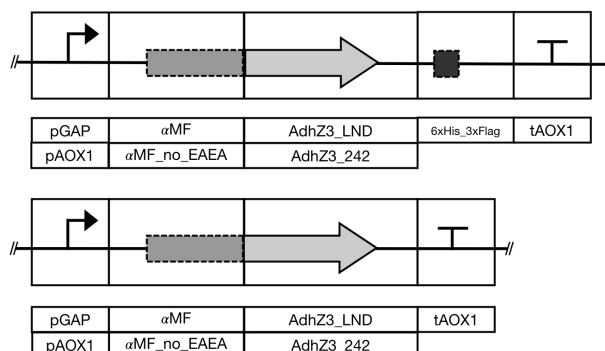 //
pGAP αMF AdhZ3_LND 6xHis_3xFlag tAOX1
pAOX1 αMF_no_EAEA AdhZ3_242
// //
pGAP αMF AdhZ3_LND tAOX1
pAOX1 αMF_no_EAEA AdhZ3_242